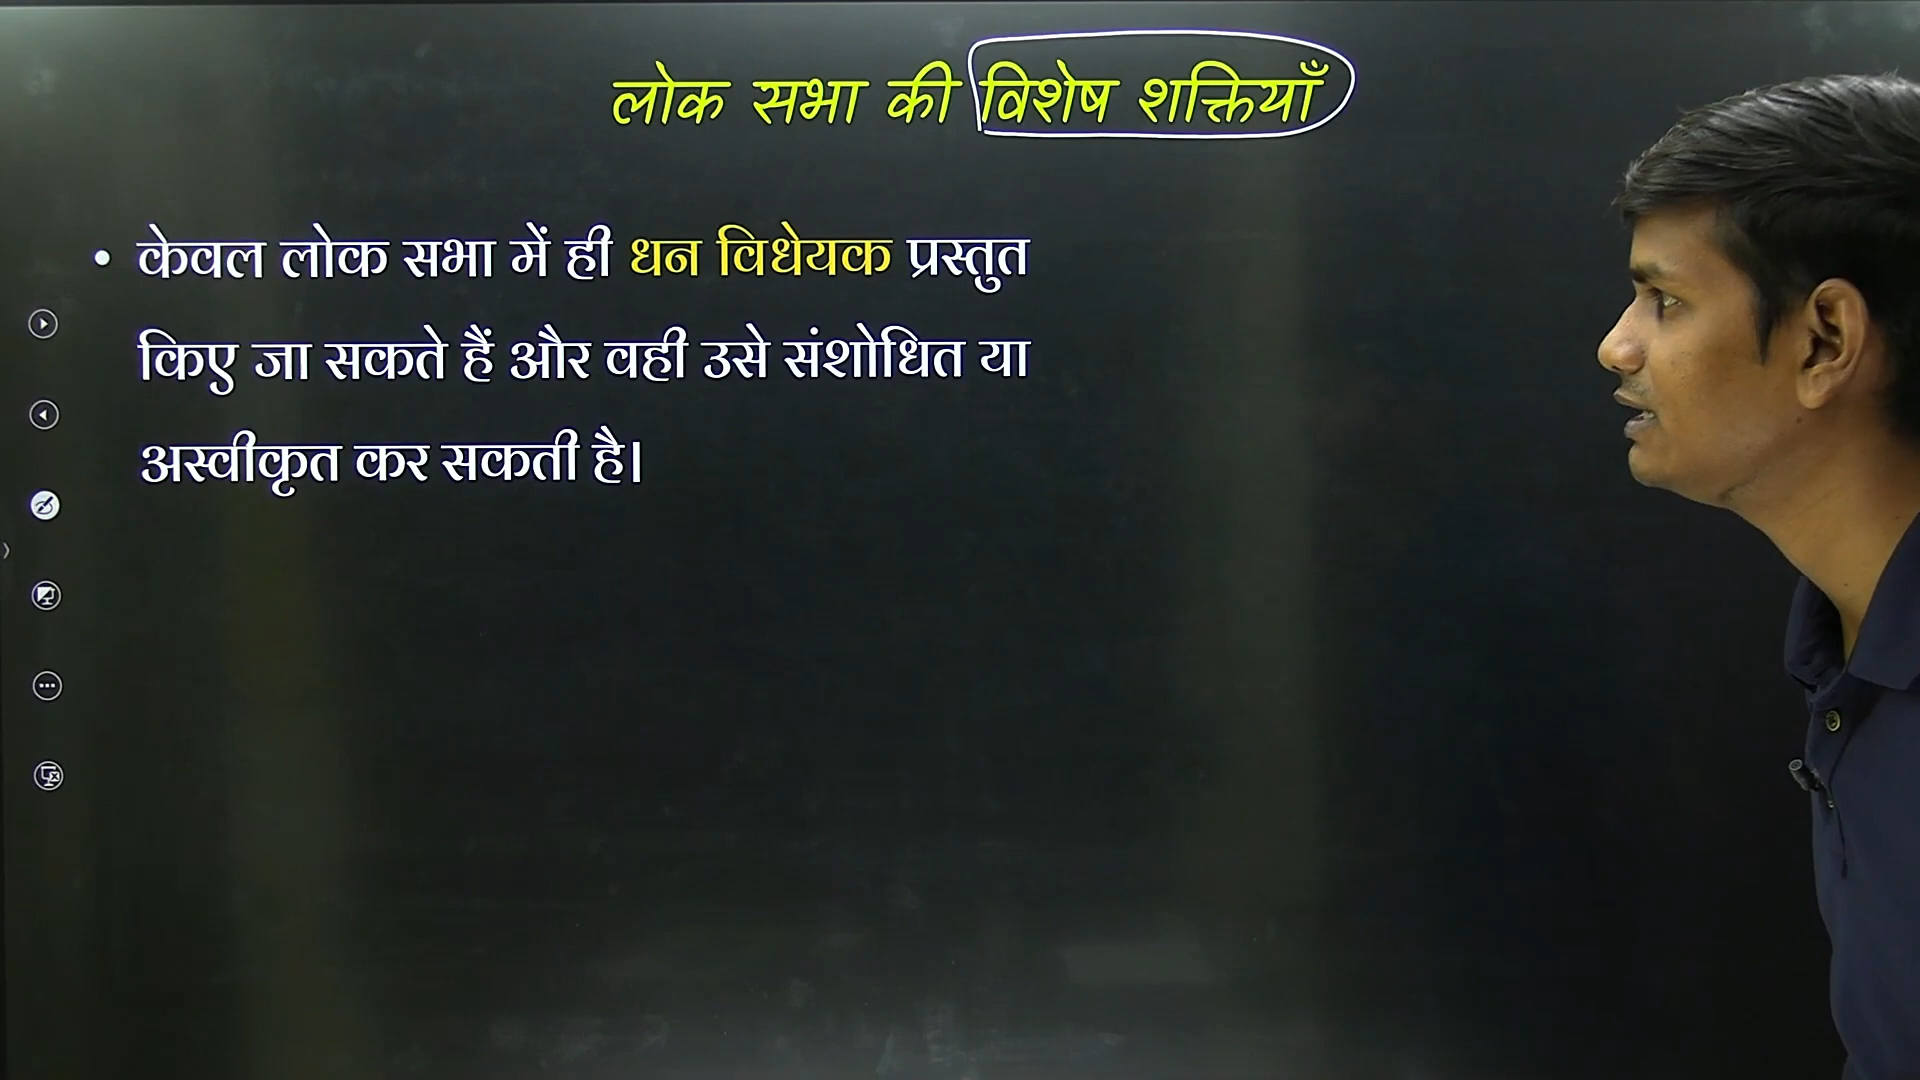 लोक सभा की विशेष शक्तियाँ
• केवल लोक सभा में ही धन विधेयक प्रस्तुत
किए जा सकते हैं और वही उसे संशोधित या
अस्वीकृत कर सकती है।